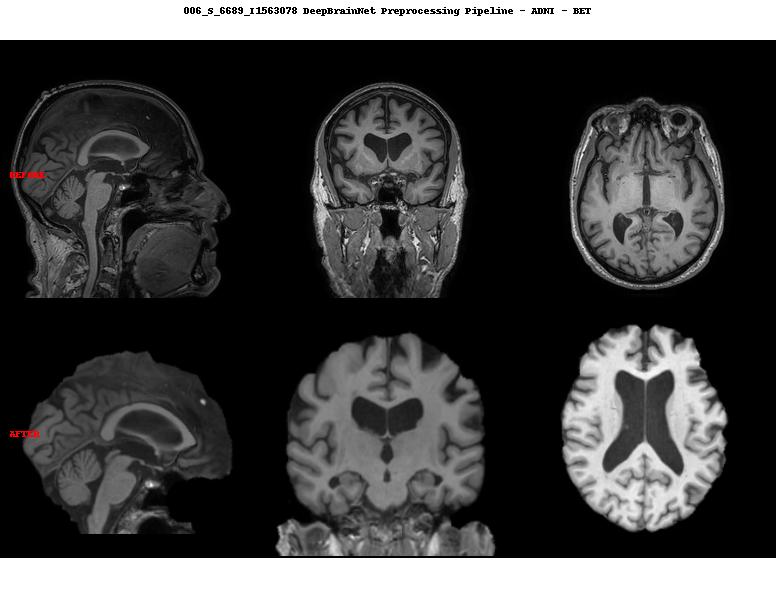 006_S_6689_I1563078 DeepBrainNet Preprocessing Pipeline - ADNI - BET
BEFORE
AFTER